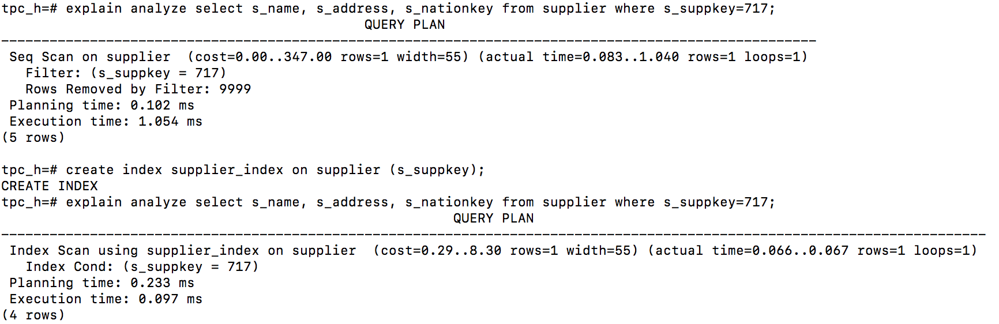 tpc_h=# explain analyze select s_name, s_address, s_nationkey from supplier where s_suppkey=717;
QUERY PLAN
-----------------------------------------------------------------------------------------------------
Seq Scan on supplier  (cost=0.00..347.00 rows=1 width=55) (actual time=0.083..1.040 rows=1 loops=1)
Filter: (s_suppkey = 717)
Rows Removed by Filter: 9999
Planning time: 0.102 ms
Execution time: 1.054 ms
(5 rows)
tpc_h=# create index supplier_index on supplier (s_suppkey);
CREATE INDEX
tpc_h=# explain analyze select s_name, s_address, s_nationkey from supplier where s_suppkey=717;
QUERY PLAN
--------------------------------------------------------------------------------------------------------------------------
Index Scan using supplier_index on supplier  (cost=0.29..8.30 rows=1 width=55) (actual time=0.066..0.067 rows=1 loops=1)
Index Cond: (s_suppkey = 717)
Planning time: 0.233 ms
Execution time: 0.097 ms
(4 rows)